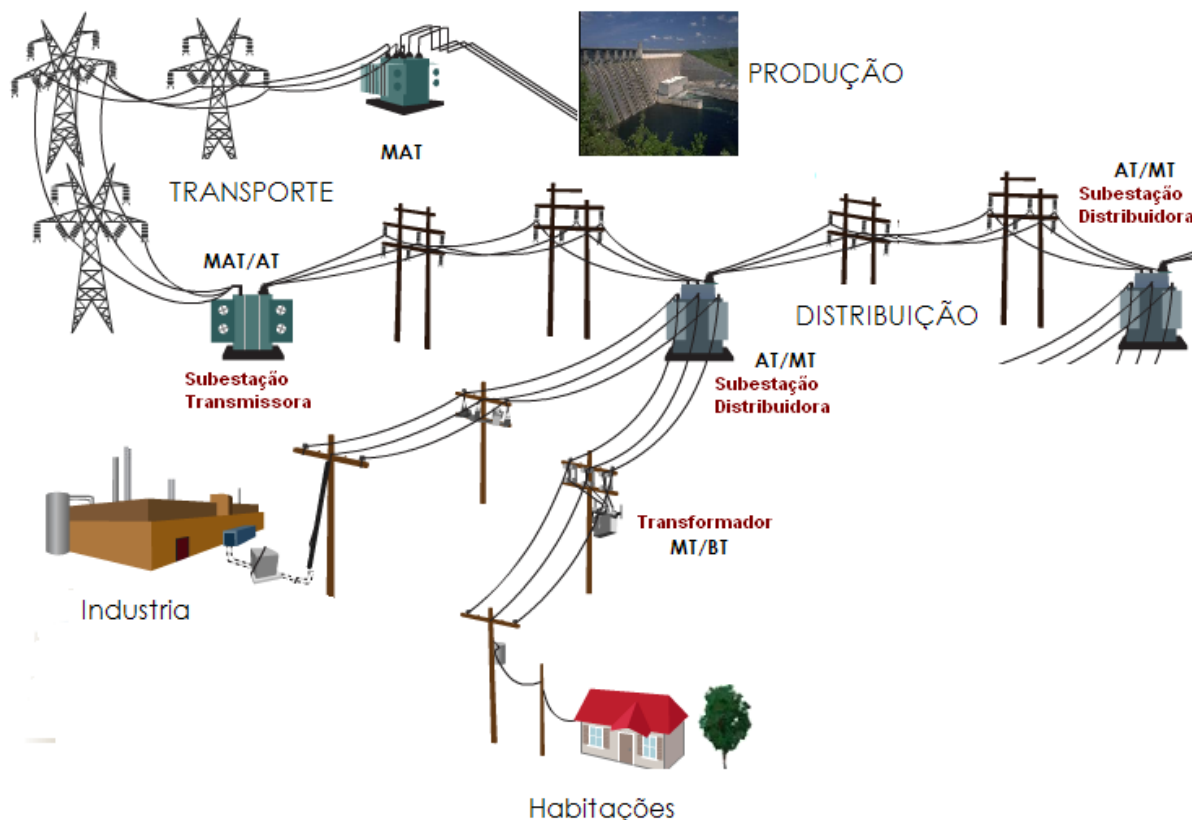 PRODUÇÃO
MAT
TRANSPORTE
AT/MT
Subestação
Distribuidora
MAT/AT
DISTRIBUIÇÃO
Subestação
Transmissora
AT/MT
Subestação
Distribuidora
Transformador
MT/BT
Industria
Habitações